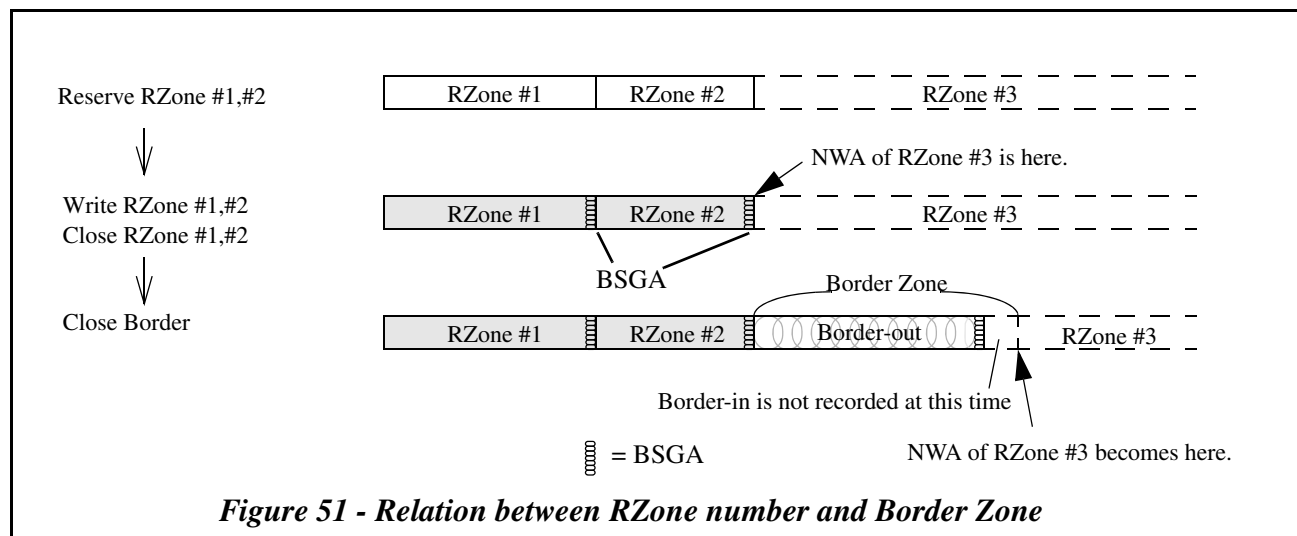 Reserve RZone #1,#2
RZone #1 RZone #2 RZone #3
NWA of RZone #3 is here.
Write RZone #1,#2
Close RZone #1,#2
RZone #1 RZone #2 RZone #3
BSGA
Border Zone
Close Border
RZone #1 RZone #2 Border-out RZone #3
Border-in is not recorded at this time
= BSGA
NWA of RZone #3 becomes here.
Figure 51 - Relation between RZone number and Border Zone